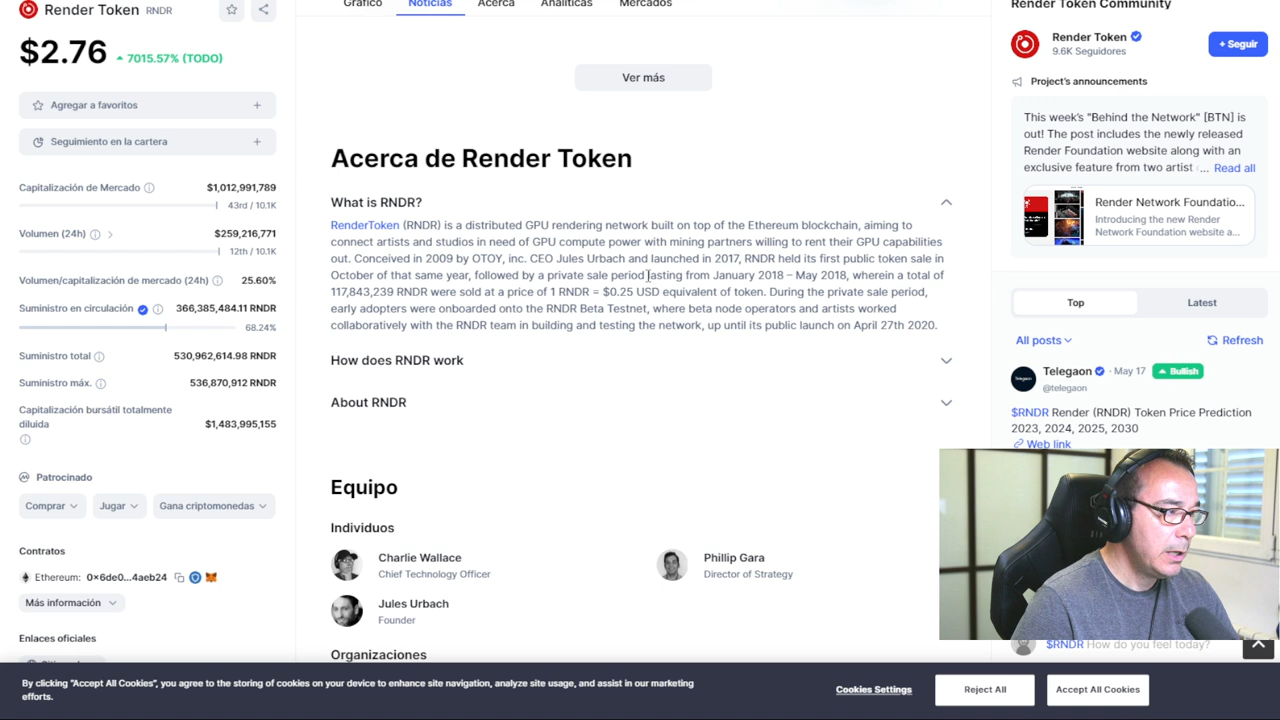 Render Token RNDR
$2.76 7015.57% (TODO)
Agregar a favoritos +
Seguimiento en la cartera +
Capitalización de Mercado $1,012,991,789
43rd / 10.1K
Volumen (24h) $259,216,771
12th / 10.1K
Volumen/capitalización de mercado (24h) 25.60%
Suministro en circulación 366,385,484.11 RNDR
68.24%
Suministro total 530,962,614.98 RNDR
Suministro máx. 536,870,912 RNDR
Capitalización bursátil totalmente
diluida
$1,483,995,155
Patrocinado
Comprar Jugar Gana criptomonedas
Contratos
Ethereum: 0x6de0...4aeb24
Más información
Enlaces oficiales
Gráfico Noticias Acerca Analíticas Mercados
Ver más
Acerca de Render Token
What is RNDR?
RenderToken (RNDR) is a distributed GPU rendering network built on top of the Ethereum blockchain, aiming to
connect artists and studios in need of GPU compute power with mining partners willing to rent their GPU capabilities
out. Conceived in 2009 by OTOY, inc. CEO Jules Urbach and launched in 2017, RNDR held its first public token sale in
October of that same year, followed by a private sale period lasting from January 2018 – May 2018, wherein a total of
117,843,239 RNDR were sold at a price of 1 RNDR = $0.25 USD equivalent of token. During the private sale period,
early adopters were onboarded onto the RNDR Beta Testnet, where beta node operators and artists worked
collaboratively with the RNDR team in building and testing the network, up until its public launch on April 27th 2020.
How does RNDR work
About RNDR
Equipo
Individuos
Charlie Wallace
Chief Technology Officer
Phillip Gara
Director of Strategy
Jules Urbach
Founder
Organizaciones
Render Token Community
Render Token
9.6K Seguidores
+ Seguir
Project's announcements
This week's "Behind the Network" [BTN] is
out! The post includes the newly released
Render Foundation website along with an
exclusive feature from two artist ... Read all
Render Network Foundatio...
Introducing the new Render
Network Foundation website a...
Top Latest
All posts Refresh
Telegaon · May 17 Bullish
@telegaon
$RNDR Render (RNDR) Token Price Prediction
2023, 2024, 2025, 2030
Web link
$RNDR How do you feel today?
By clicking "Accept All Cookies", you agree to the storing of cookies on your device to enhance site navigation, analyze site usage, and assist in our marketing
efforts.
Cookies Settings Reject All Accept All Cookies